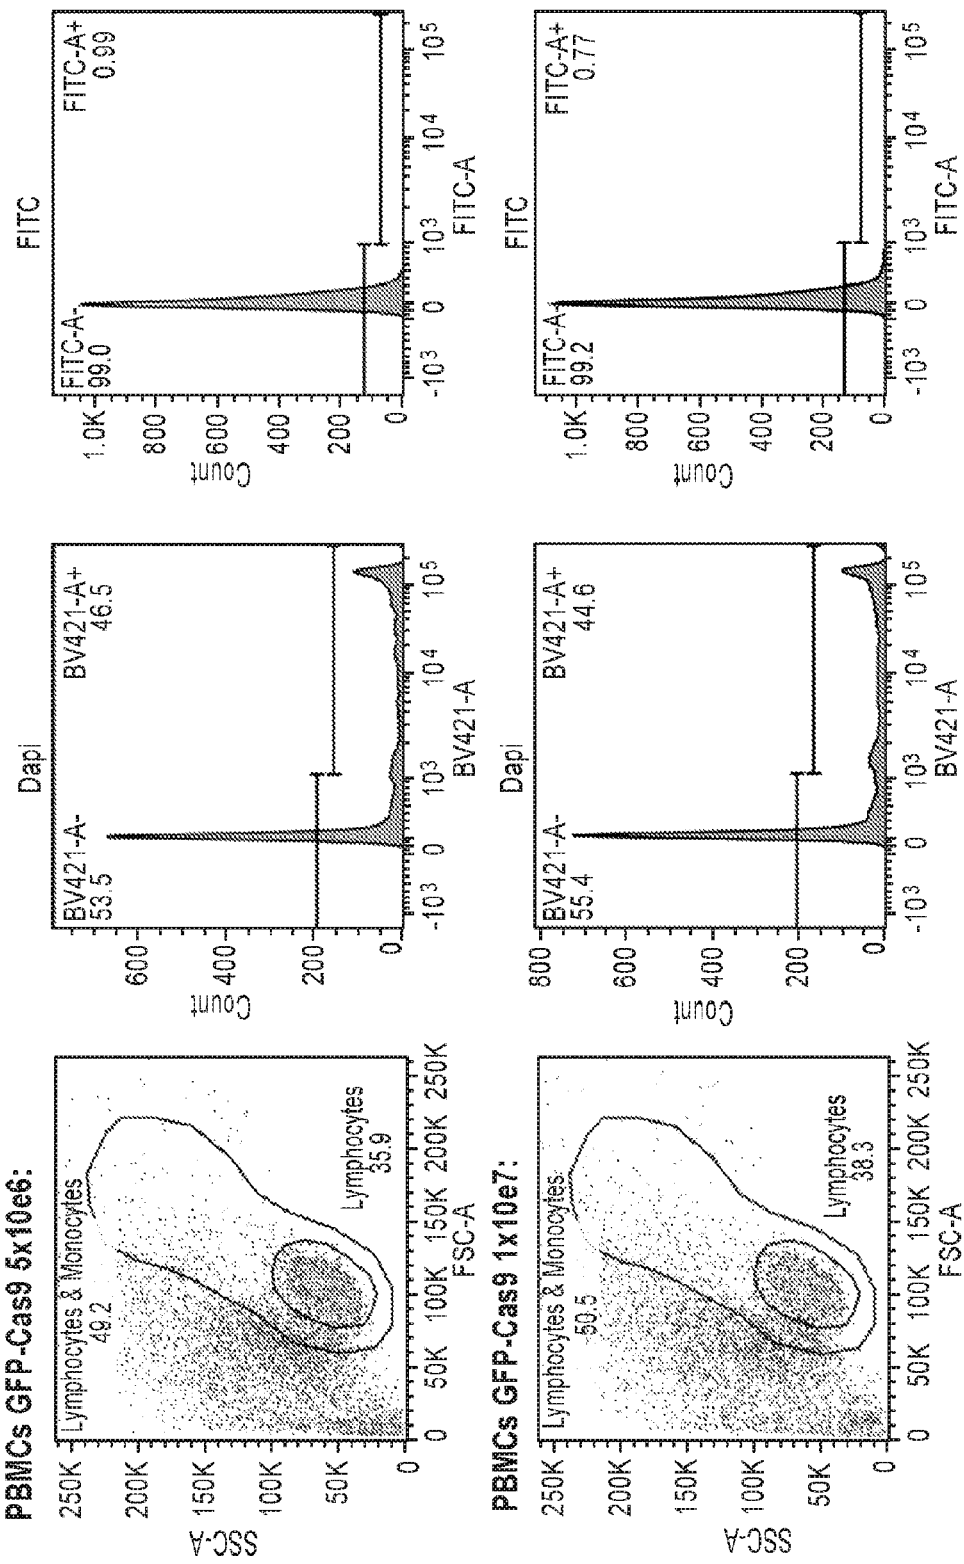 PBMCs GFP-Cas9 5x10e6:
250K
200K
150K
100K
50K
0
SSC-A
Lymphocytes & Monocytes
49.2
Lymphocytes
35.9
0 50K 100K 150K 200K 250K
FSC-A
Dapi
600
400
200
0
Count
BV421-A-
53.5
BV421-A+
46.5
-10³ 0 10³ 10⁴ 10⁵
BV421-A
FITC
1.0K
800
600
400
200
0
Count
FITC-A-
99.0
FITC-A+
0.99
-10³ 0 10³ 10⁴ 10⁵
FITC-A
PBMCs GFP-Cas9 1x10e7:
250K
200K
150K
100K
50K
0
SSC-A
Lymphocytes & Monocytes
50.5
Lymphocytes
38.3
0 50K 100K 150K 200K 250K
FSC-A
Dapi
800
600
400
200
0
Count
BV421-A-
55.4
BV421-A+
44.6
-10³ 0 10³ 10⁴ 10⁵
BV421-A
FITC
1.0K
800
600
400
200
0
Count
FITC-A-
99.2
FITC-A+
0.77
-10³ 0 10³ 10⁴ 10⁵
FITC-A